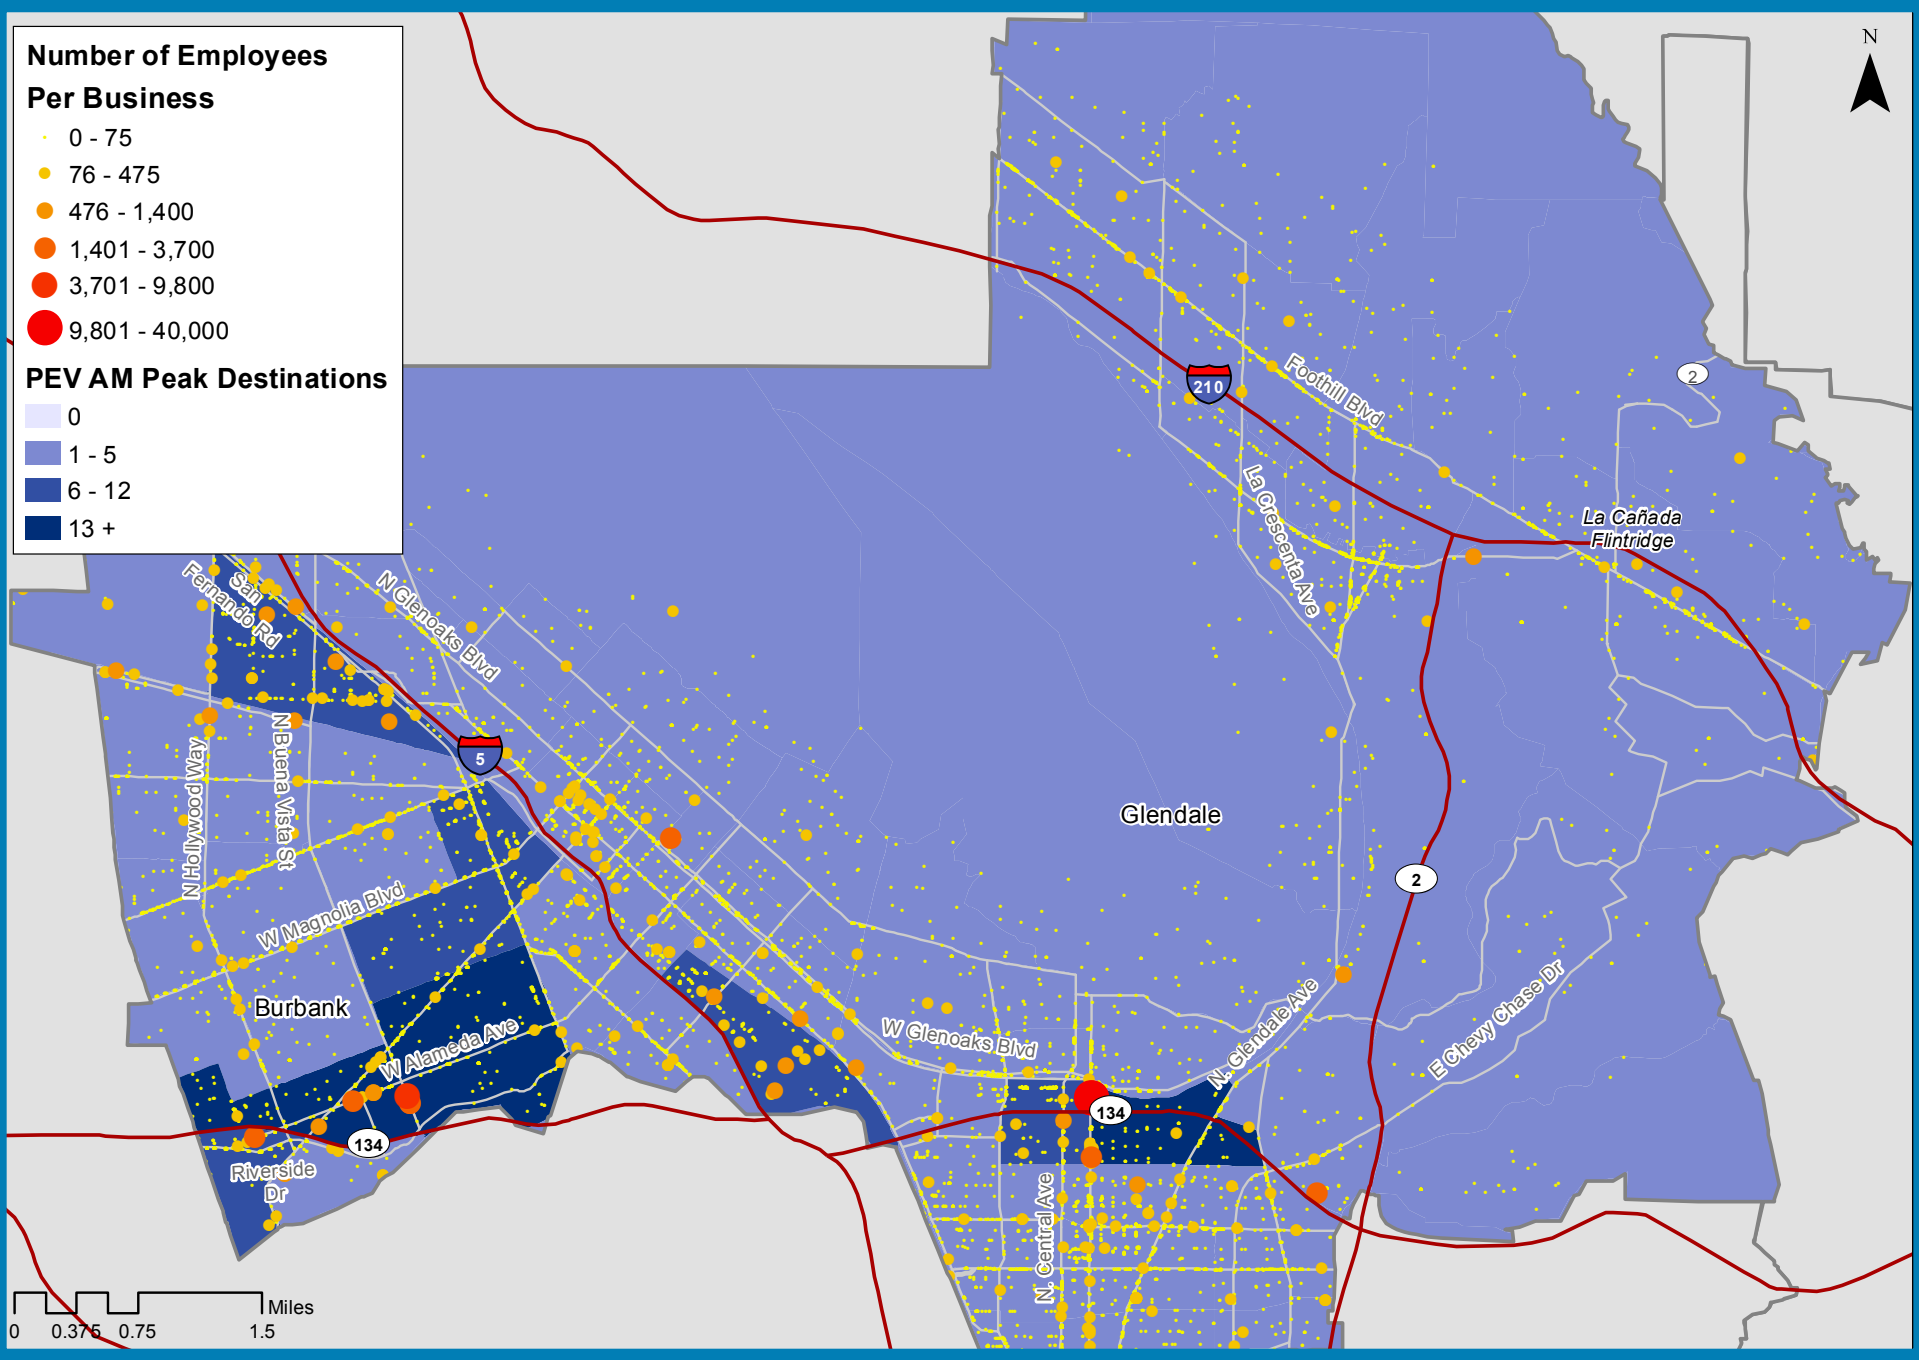 Number of Employees
Per Business
0 - 75
76 - 475
476 - 1,400
1,401 - 3,700
3,701 - 9,800
9,801 - 40,000
PEV AM Peak Destinations
0
1 - 5
6 - 12
13 +
N
210
Foothill Blvd
2
La Crescenta Ave
La Cañada
Flintridge
San
Fernando Rd
N Glenoaks Blvd
N Hollywood Way
N Buena Vista St
5
Glendale
2
W Magnolia Blvd
Burbank
W Alameda Ave
W Glenoaks Blvd
N. Glendale Ave
E Chevy Chase Dr
134
134
Riverside
Dr
N. Central Ave
Miles
0 0.375 0.75 1.5